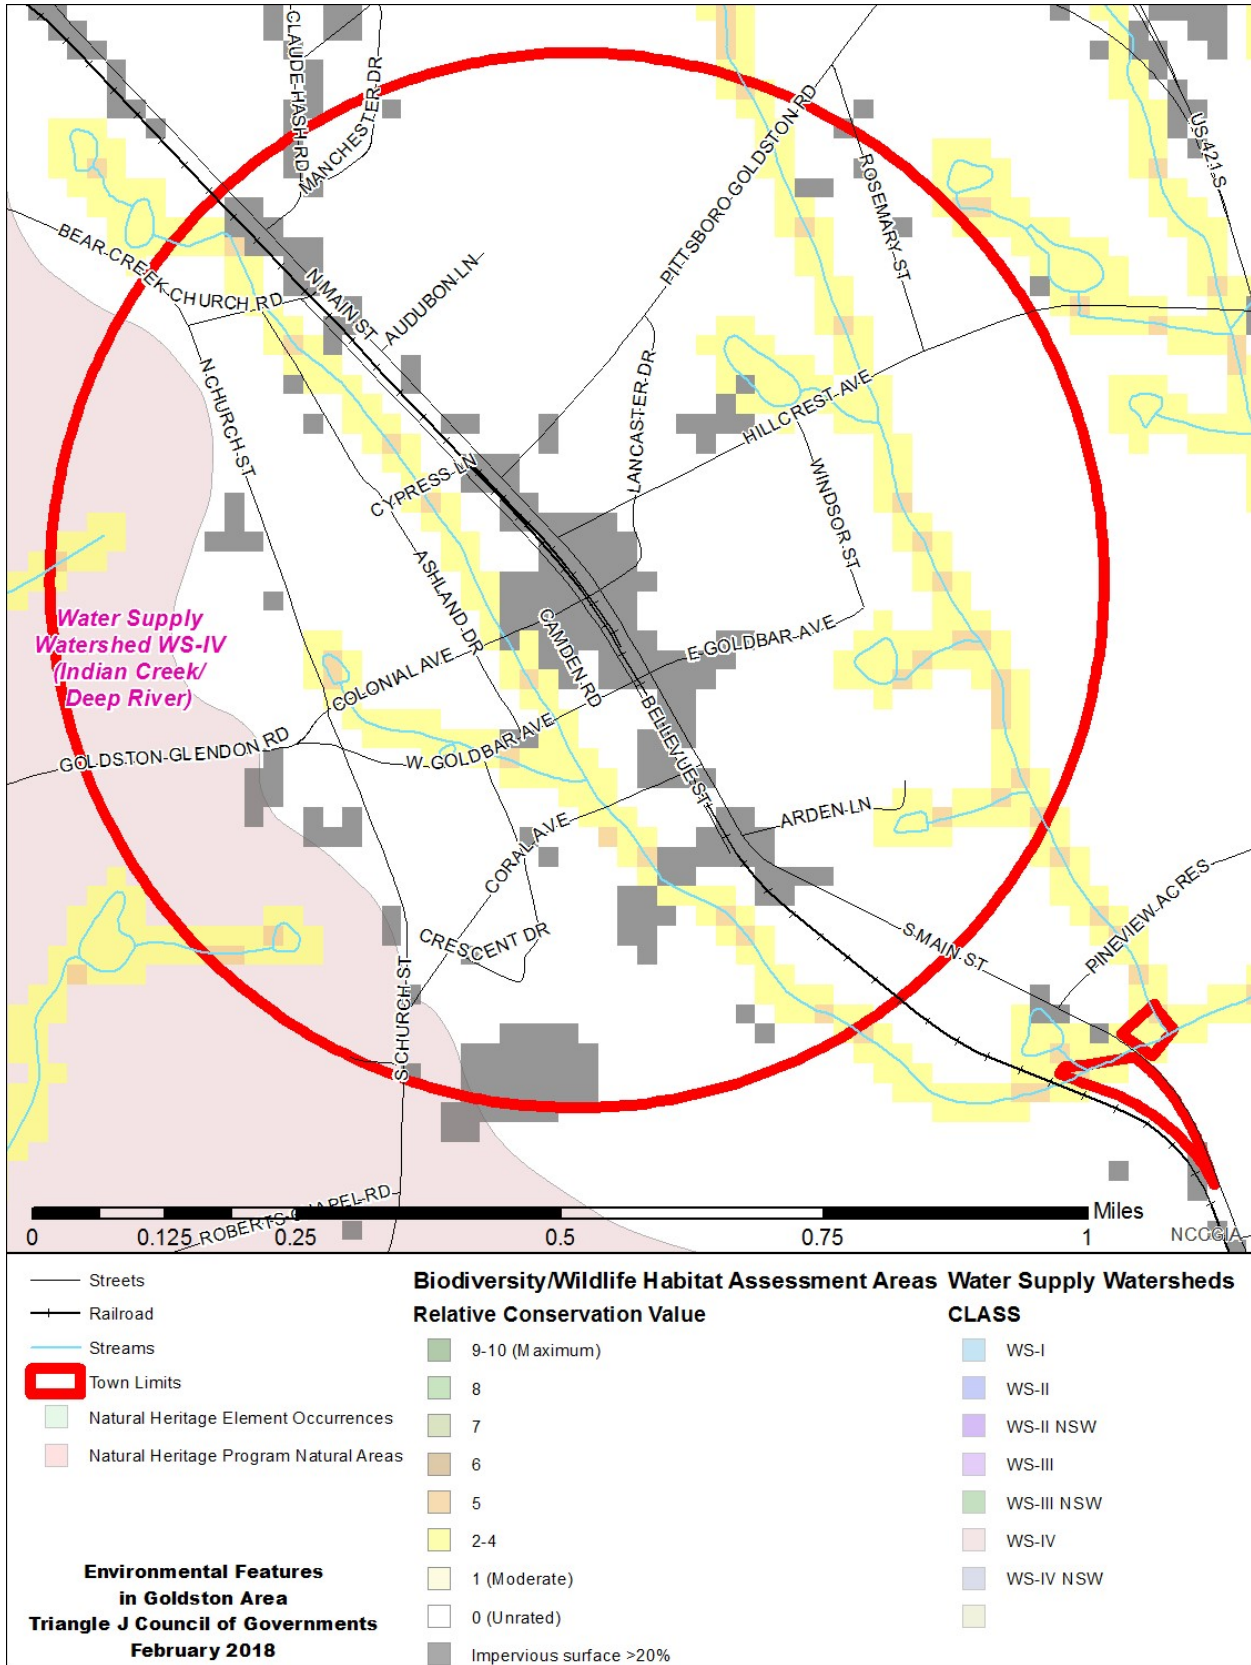 CLAUDE HASH RD
MANCHESTER DR
PITTSBORO GOLDSTON RD
US 421 S
ROSEMARY ST
BEAR CREEK CHURCH RD
N MAIN ST
AUDUBON LN
N CHURCH ST
LANCASTER DR
HILLCREST AVE
CYPRESS LN
WINDSOR ST
ASHLAND DR
Water Supply
Watershed WS-IV
(Indian Creek/
Deep River)
CAMDEN RD
E GOLDBAR AVE
COLONIAL AVE
BELLEVUE ST
GOLDSTON GLENDON RD
W GOLDBAR AVE
ARDEN LN
CORAL AVE
CRESCENT DR
S MAIN ST
PINEVIEW ACRES
S CHURCH ST
ROBERTS CHAPEL RD
Miles
0 0.125 0.25 0.5 0.75 1
NCCGIA
Streets
Railroad
Streams
Town Limits
Natural Heritage Element Occurrences
Natural Heritage Program Natural Areas
Environmental Features
in Goldston Area
Triangle J Council of Governments
February 2018
Biodiversity/Wildlife Habitat Assessment Areas
Relative Conservation Value
9-10 (Maximum)
8
7
6
5
2-4
1 (Moderate)
0 (Unrated)
Impervious surface >20%
Water Supply Watersheds
CLASS
WS-I
WS-II
WS-II NSW
WS-III
WS-III NSW
WS-IV
WS-IV NSW